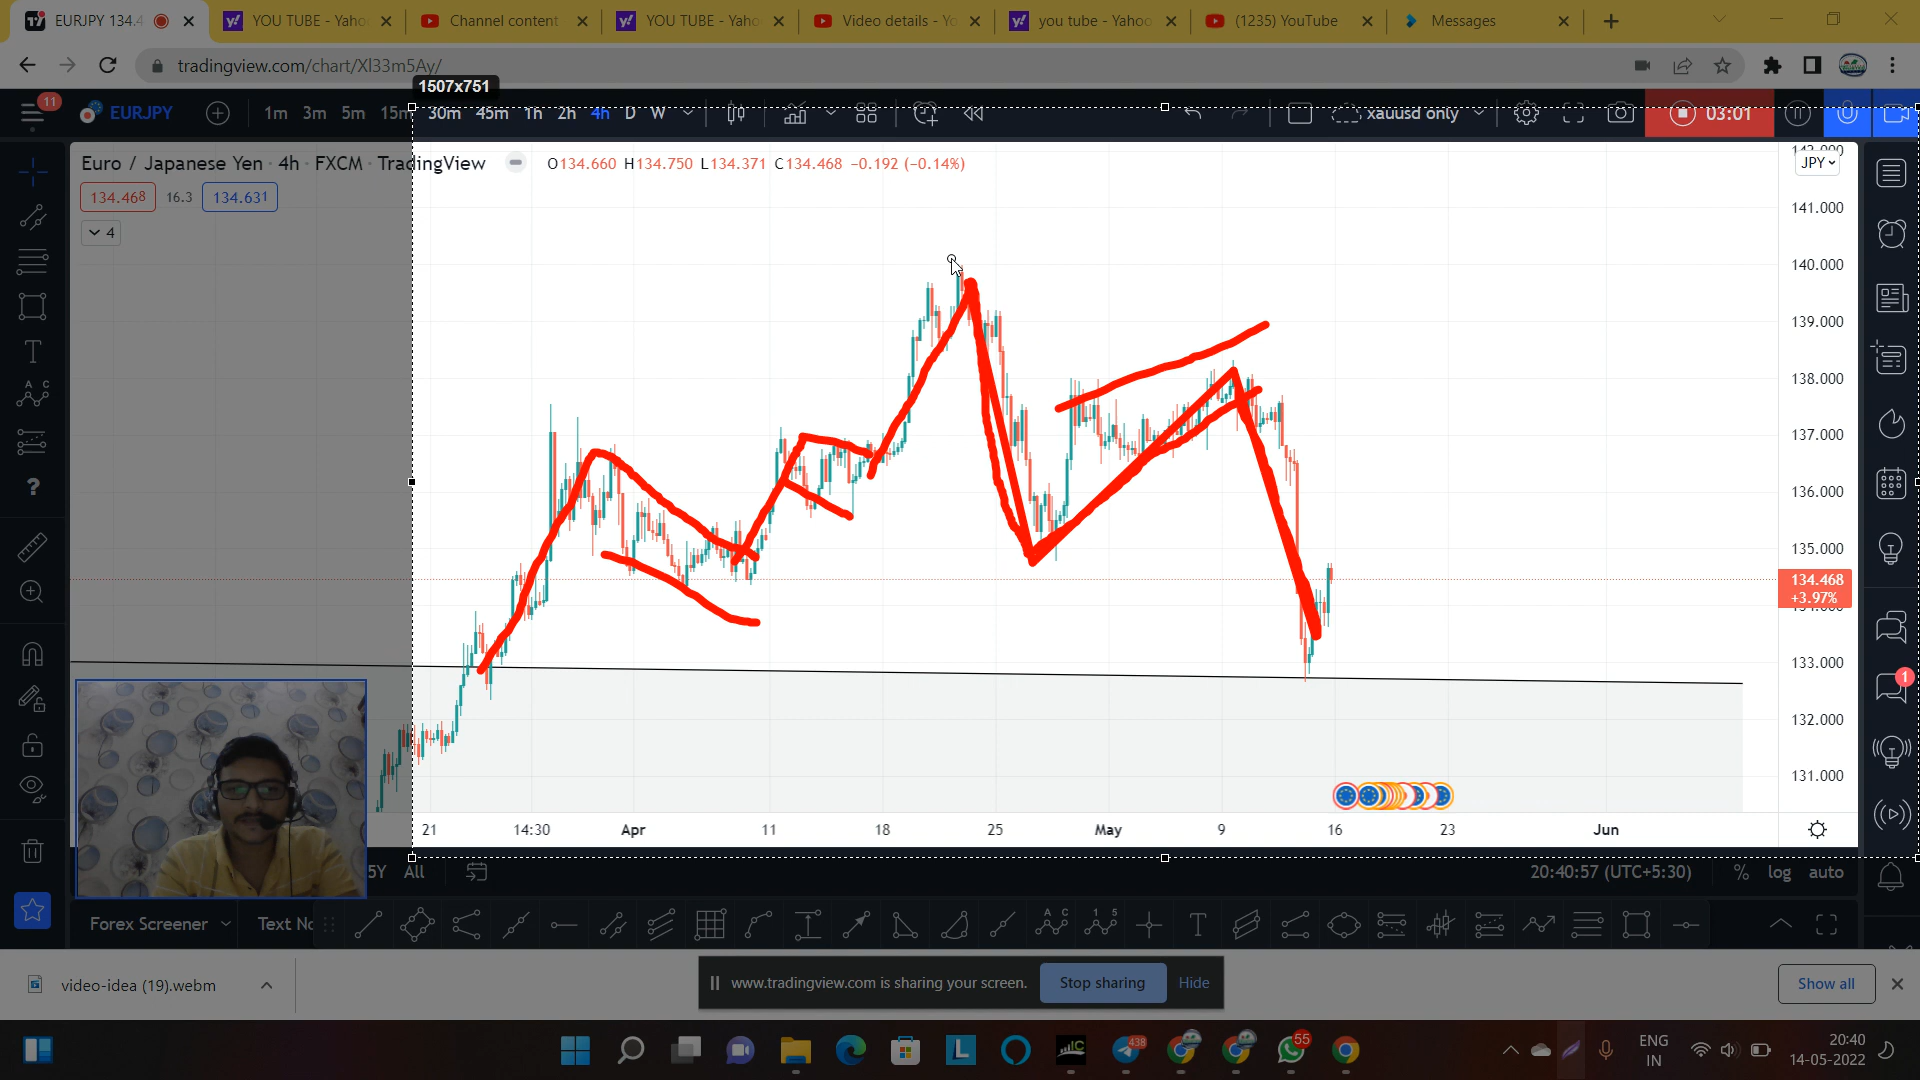 EURJPY 134.4
YOU TUBE - Yaho
Channel content
YOU TUBE - Yaho
Video details - Yo
you tube - Yahoo
(1235) YouTube
Messages
tradingview.com/chart/Xl33m5Ay/
1507x751
11
EURJPY
1m 3m 5m 15m 30m 45m 1h 2h 4h D W
xauusd only
03:01
Euro / Japanese Yen · 4h · FXCM · TradingView
O134.660 H134.750 L134.371 C134.468 −0.192 (−0.14%)
JPY
134.468 16.3 134.631
4
141.000
140.000
139.000
138.000
137.000
136.000
135.000
134.468
+3.97%
133.000
132.000
131.000
1
21 14:30 Apr 11 18 25 May 9 16 23 Jun
5Y All
20:40:57 (UTC+5:30) % log auto
Forex Screener
Text No
video-idea (19).webm
www.tradingview.com is sharing your screen.
Stop sharing
Hide
Show all
438
55
ENG
IN
20:40
14-05-2022